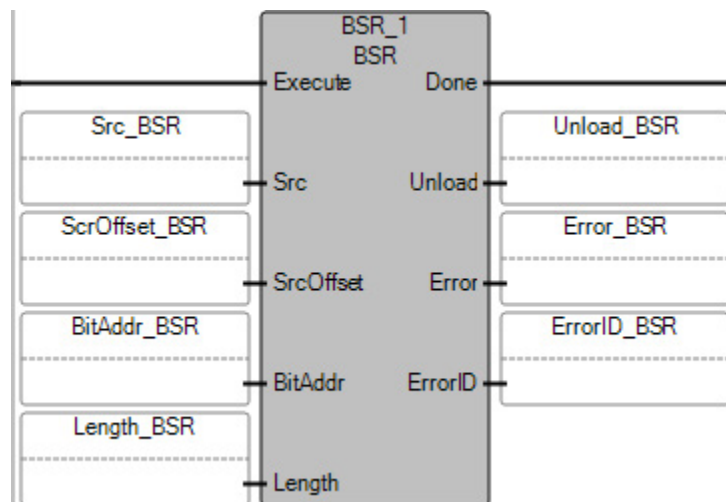 BSR_1
BSR
Execute Done
Src_BSR Unload_BSR
Src Unload
ScrOffset_BSR Error_BSR
SrcOffset Error
BitAddr_BSR ErrorID_BSR
BitAddr ErrorID
Length_BSR
Length